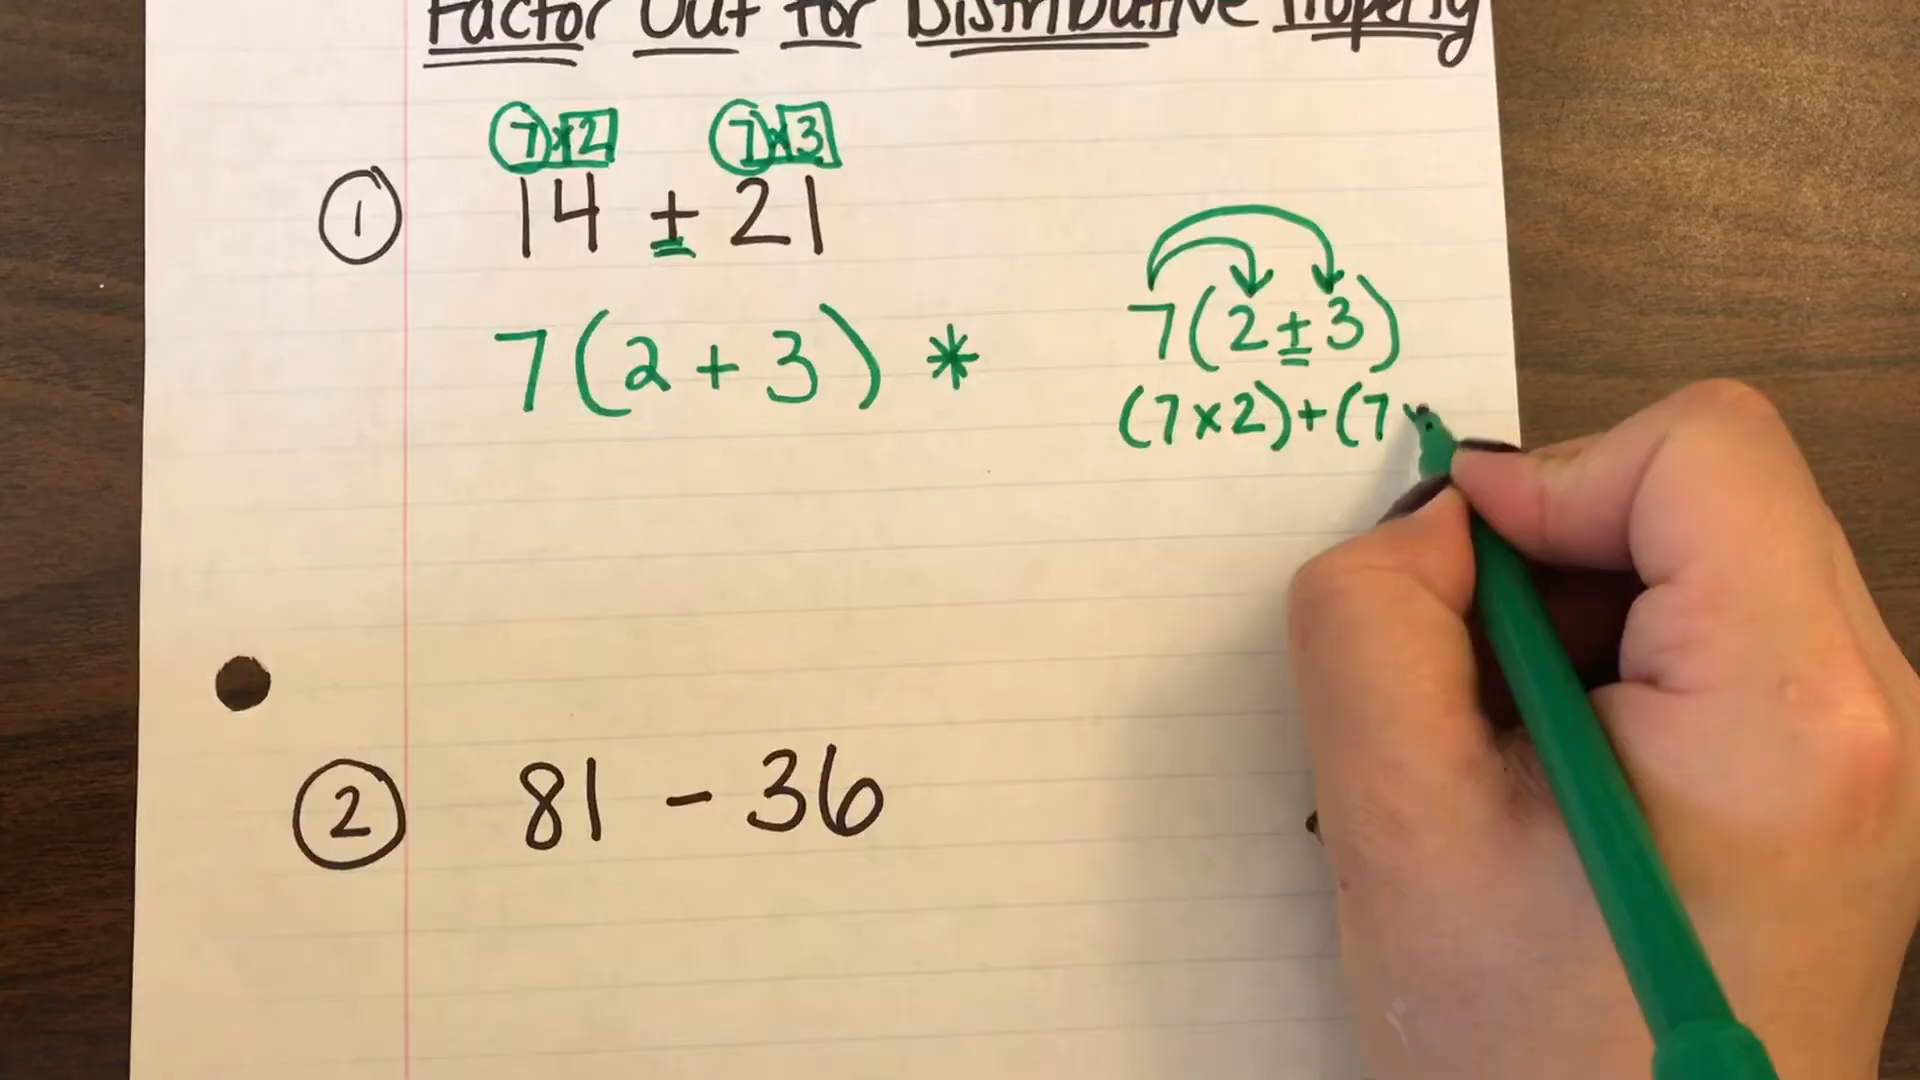 Factor Out for Distributive Property
7×2 7×3
① 14 + 21
7(2 + 3) *
7(2 + 3)
(7×2)+(7×
② 81 - 36